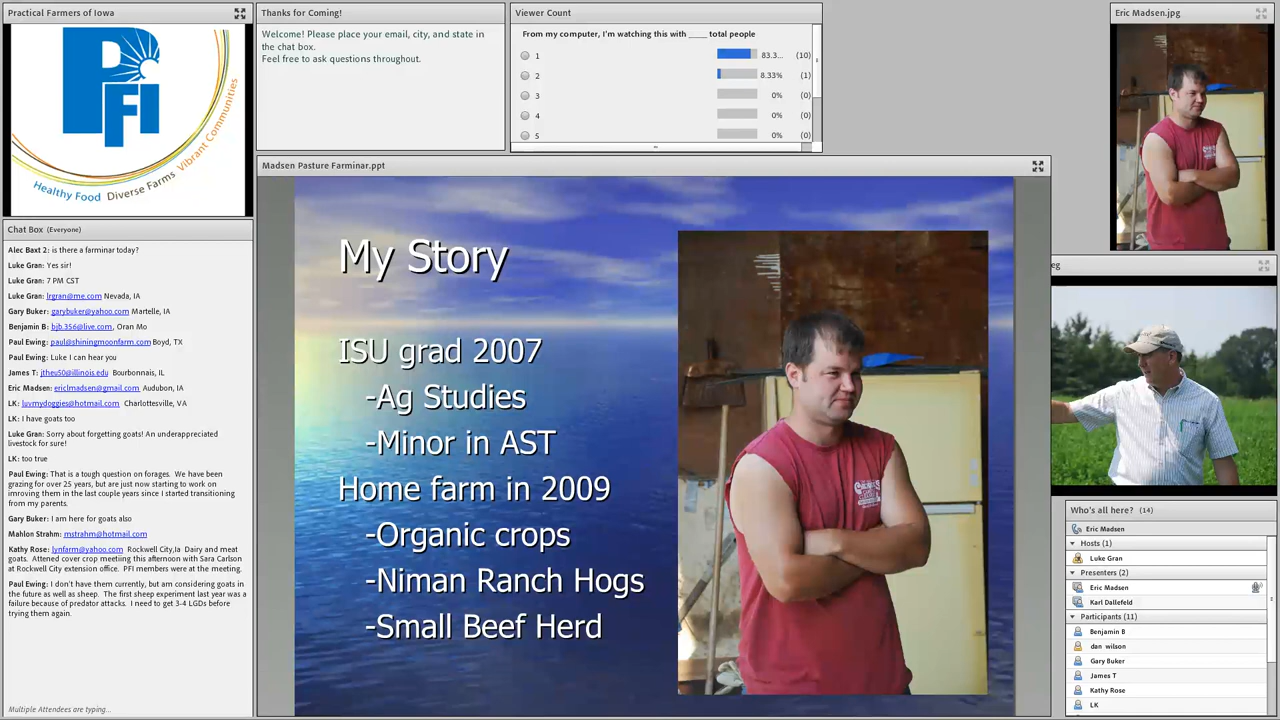 Practical Farmers of Iowa
PFI
Healthy Food Diverse Farms Vibrant Communities
Thanks for Coming!
Welcome! Please place your email, city, and state in
the chat box.
Feel free to ask questions throughout.
Viewer Count
From my computer, I'm watching this with ____ total people
1 83.3... (10)
2 8.33% (1)
3 0% (0)
4 0% (0)
5 0% (0)
Eric Madsen.jpg
Chat Box (Everyone)
Alec Baxt 2: is there a farminar today?
Luke Gran: Yes sir!
Luke Gran: 7 PM CST
Luke Gran: lrgran@me.com Nevada, IA
Gary Buker: garybuker@yahoo.com Martelle, IA
Benjamin B: bjb.356@live.com, Oran Mo
Paul Ewing: paul@shiningmoonfarm.com Boyd, TX
Paul Ewing: Luke I can hear you
James T: jtheu50@illinois.edu Bourbonnais, IL
Eric Madsen: ericlmadsen@gmail.com Audubon, IA
LK: luvmydoggies@hotmail.com Charlottesville, VA
LK: I have goats too
Luke Gran: Sorry about forgetting goats! An underappreciated
livestock for sure!
LK: too true
Paul Ewing: That is a tough question on forages. We have been
grazing for over 25 years, but are just now starting to work on
imroving them in the last couple years since I started transitioning
from my parents.
Gary Buker: I am here for goats also
Mahlon Strahm: mstrahm@hotmail.com
Kathy Rose: lynfarm@yahoo.com Rockwell City,Ia Dairy and meat
goats. Attened cover crop meetiing this afternoon with Sara Carlson
at Rockwell City extension office. PFI members were at the meeting.
Paul Ewing: I don't have them currently, but am considering goats in
the future as well as sheep. The first sheep experiment last year was a
failure because of predator attacks. I need to get 3-4 LGDs before
trying them again.
Multiple Attendees are typing...
Madsen Pasture Farminar.ppt
My Story
ISU grad 2007
-Ag Studies
-Minor in AST
Home farm in 2009
-Organic crops
-Niman Ranch Hogs
-Small Beef Herd
eg
Who's all here? (14)
Eric Madsen
Hosts (1)
Luke Gran
Presenters (2)
Eric Madsen
Karl Dallefeld
Participants (11)
Benjamin B
dan wilson
Gary Buker
James T
Kathy Rose
LK